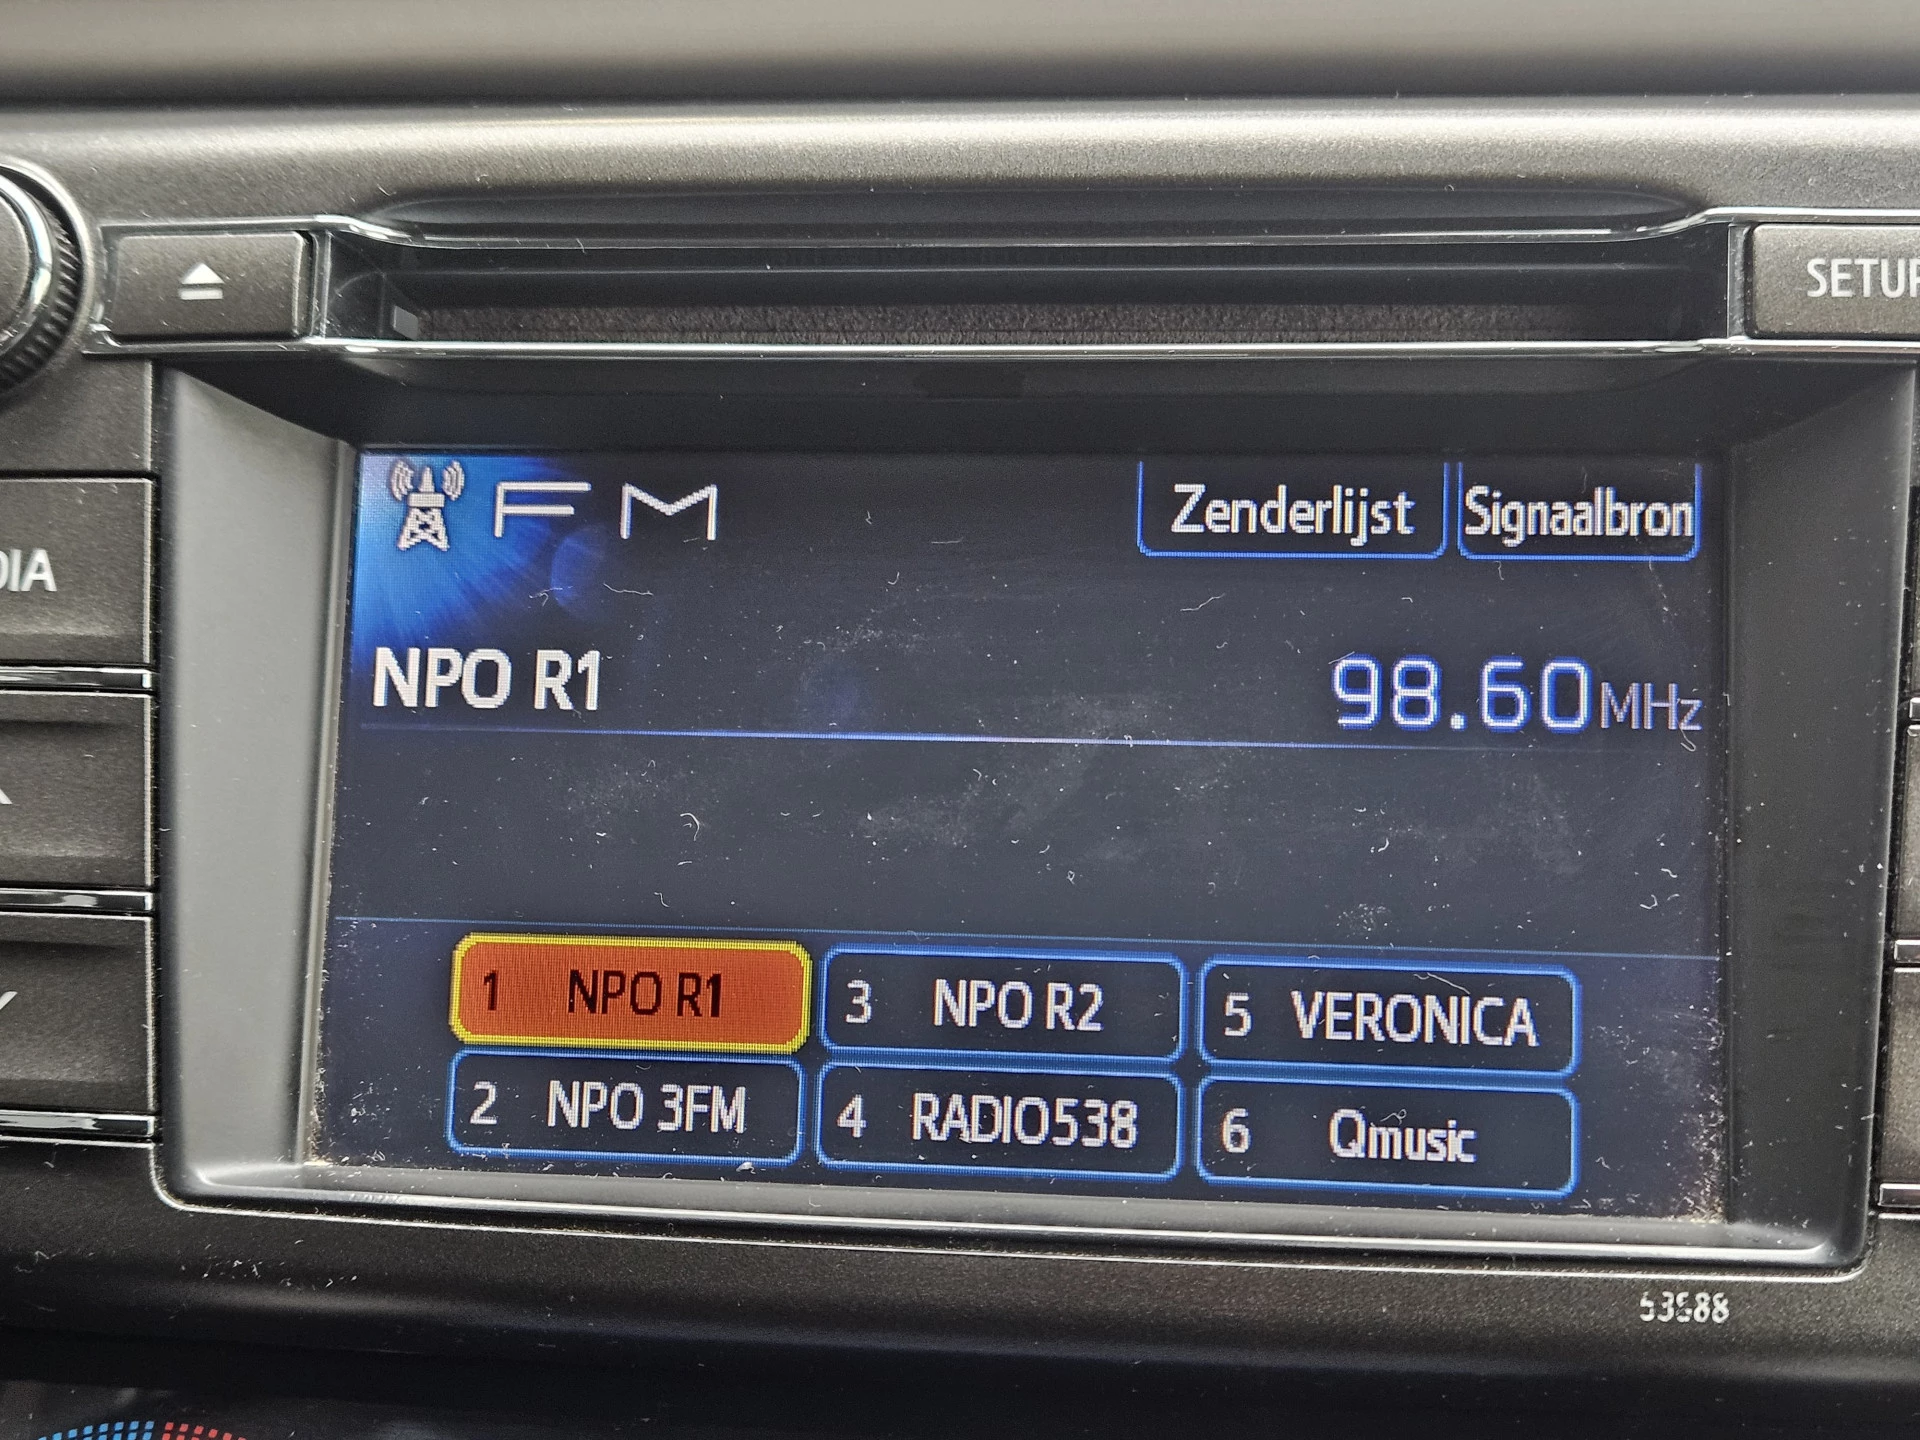 SETUP
FM Zenderlijst Signaalbron
DIA
NPO R1 98.60MHz
1 NPO R1 3 NPO R2 5 VERONICA
2 NPO 3FM 4 RADIO538 6 Qmusic